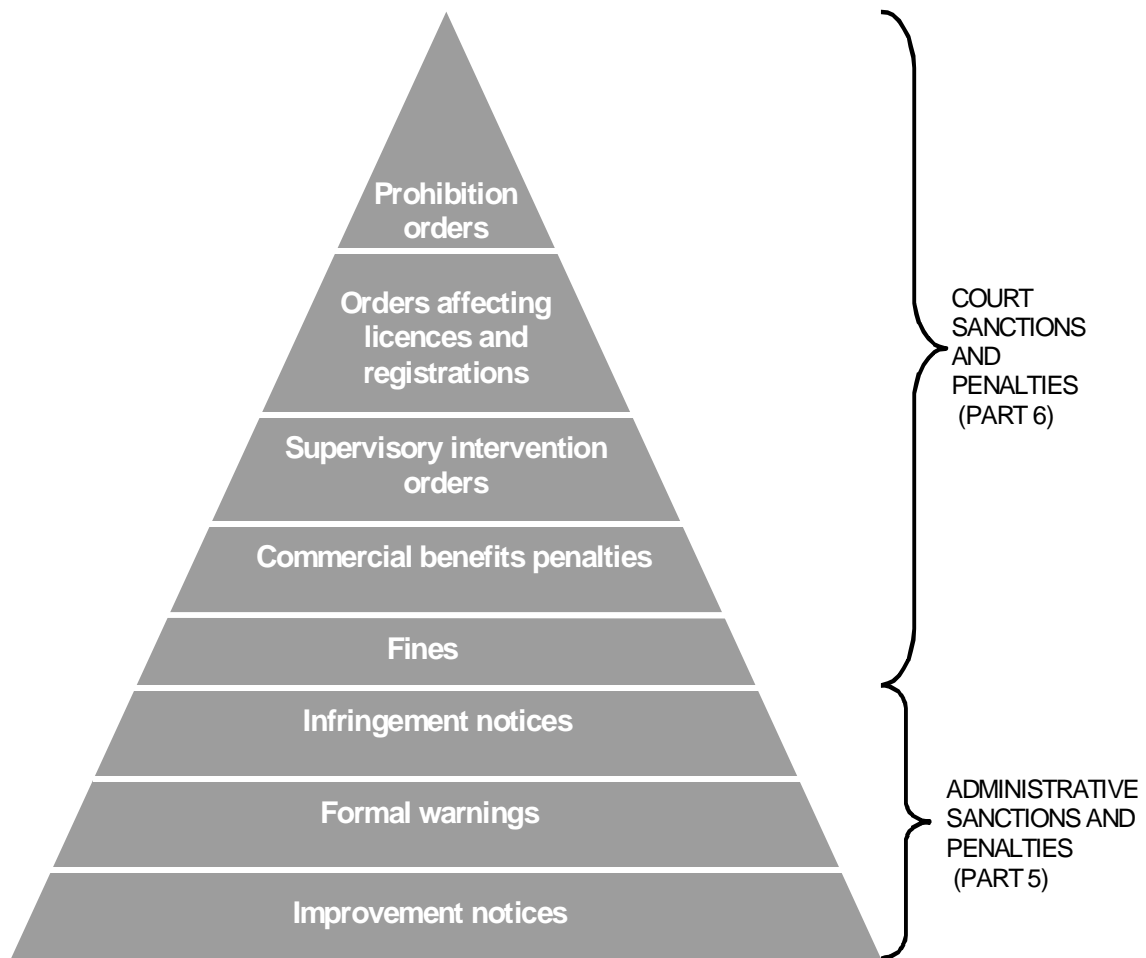 Prohibition
orders
Orders affecting
licences and
registrations
Supervisory intervention
orders
Commercial benefits penalties
Fines
Infringement notices
Formal warnings
Improvement notices
COURT
SANCTIONS
AND
PENALTIES
(PART 6)
ADMINISTRATIVE
SANCTIONS AND
PENALTIES
(PART 5)